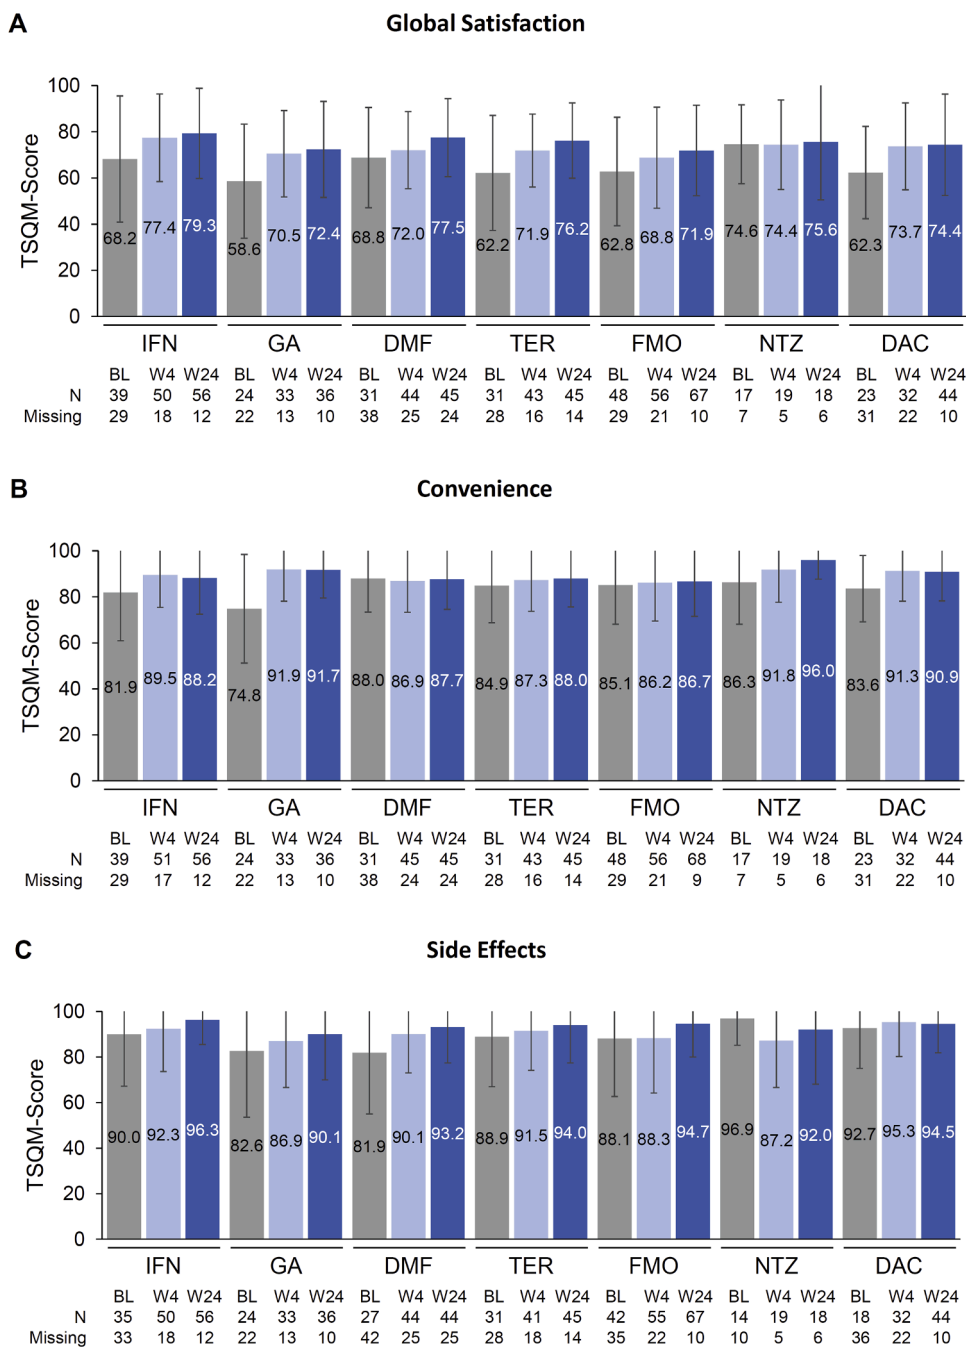 A
Global Satisfaction
TSQM-Score
100
80
60
40
20
0
68.2 77.4 79.3 58.6 70.5 72.4 68.8 72.0 77.5 62.2 71.9 76.2 62.8 68.8 71.9 74.6 74.4 75.6 62.3 73.7 74.4
IFN GA DMF TER FMO NTZ DAC
BL W4 W24 BL W4 W24 BL W4 W24 BL W4 W24 BL W4 W24 BL W4 W24 BL W4 W24
N 39 50 56 24 33 36 31 44 45 31 43 45 48 56 67 17 19 18 23 32 44
Missing 29 18 12 22 13 10 38 25 24 28 16 14 29 21 10 7 5 6 31 22 10
B
Convenience
TSQM-Score
100
80
60
40
20
0
81.9 89.5 88.2 74.8 91.9 91.7 88.0 86.9 87.7 84.9 87.3 88.0 85.1 86.2 86.7 86.3 91.8 96.0 83.6 91.3 90.9
IFN GA DMF TER FMO NTZ DAC
BL W4 W24 BL W4 W24 BL W4 W24 BL W4 W24 BL W4 W24 BL W4 W24 BL W4 W24
N 39 51 56 24 33 36 31 45 45 31 43 45 48 56 68 17 19 18 23 32 44
Missing 29 17 12 22 13 10 38 24 24 28 16 14 29 21 9 7 5 6 31 22 10
C
Side Effects
TSQM-Score
100
80
60
40
20
0
90.0 92.3 96.3 82.6 86.9 90.1 81.9 90.1 93.2 88.9 91.5 94.0 88.1 88.3 94.7 96.9 87.2 92.0 92.7 95.3 94.5
IFN GA DMF TER FMO NTZ DAC
BL W4 W24 BL W4 W24 BL W4 W24 BL W4 W24 BL W4 W24 BL W4 W24 BL W4 W24
N 35 50 56 24 33 36 27 44 44 31 41 45 42 55 67 14 19 18 18 32 44
Missing 33 18 12 22 13 10 42 25 25 28 18 14 35 22 10 10 5 6 36 22 10